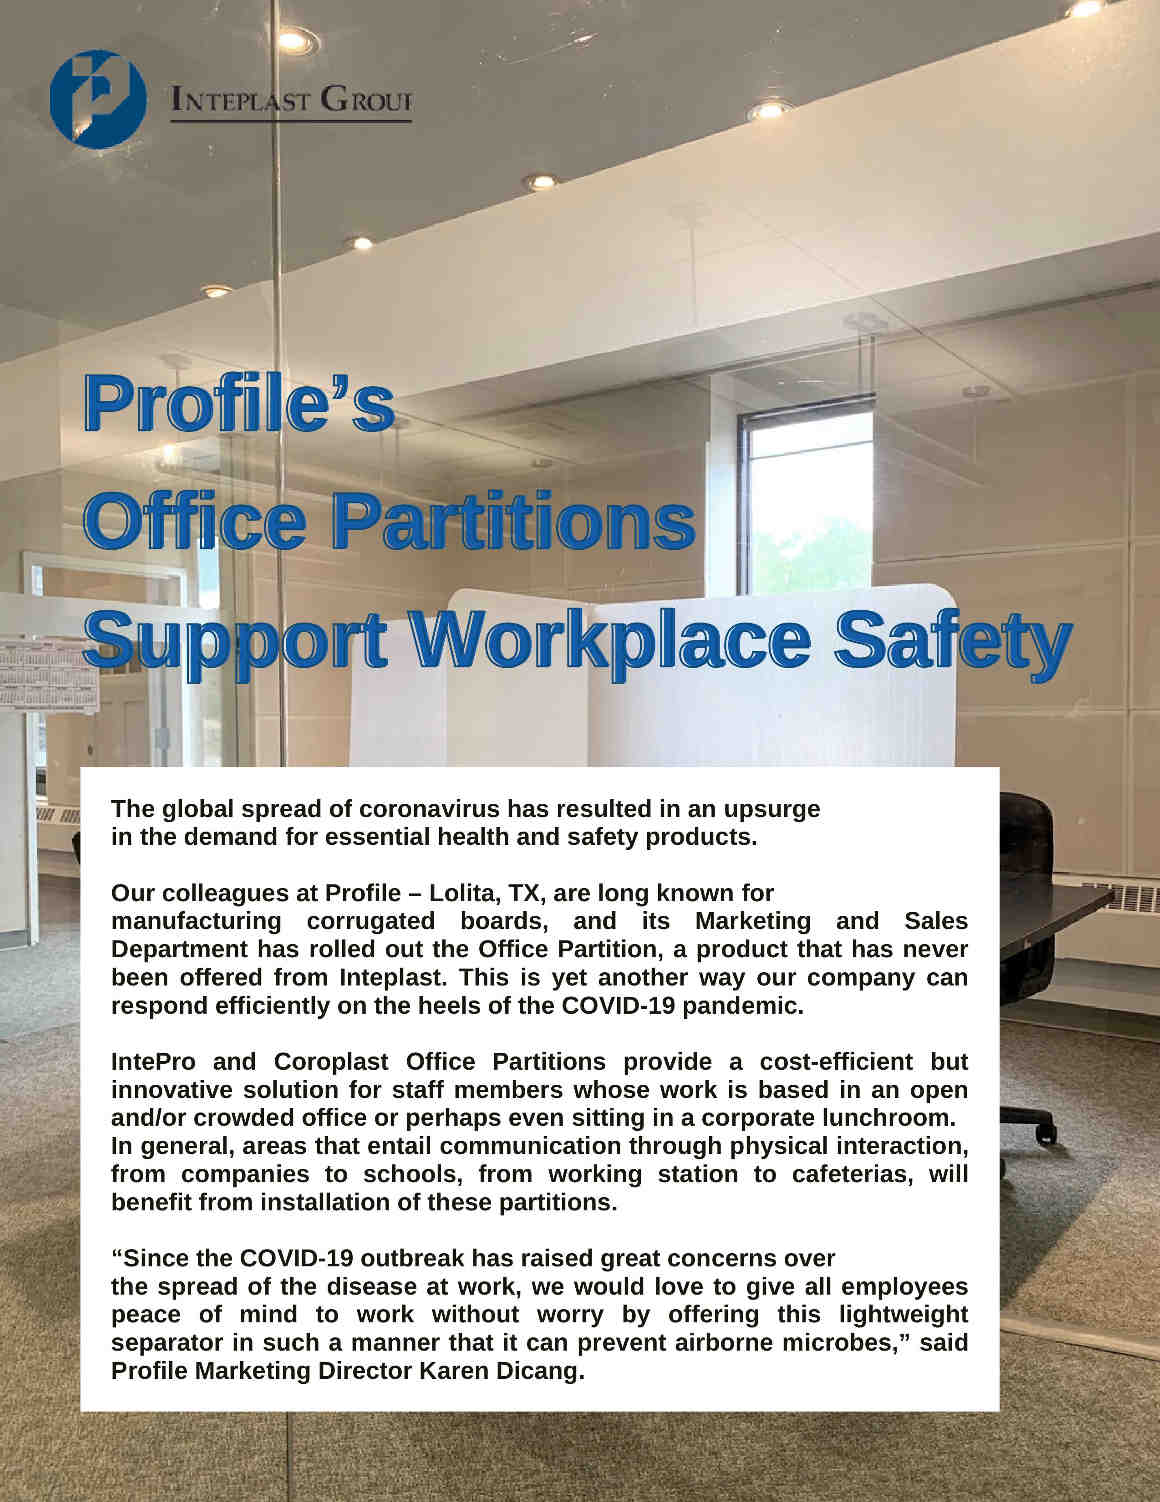 INTEPLAST GROUP
Profile’s
Office Partitions
Support Workplace Safety
The global spread of coronavirus has resulted in an upsurge
in the demand for essential health and safety products.
Our colleagues at Profile – Lolita, TX, are long known for
manufacturing corrugated boards, and its Marketing and Sales
Department has rolled out the Office Partition, a product that has never
been offered from Inteplast. This is yet another way our company can
respond efficiently on the heels of the COVID-19 pandemic.
IntePro and Coroplast Office Partitions provide a cost-efficient but
innovative solution for staff members whose work is based in an open
and/or crowded office or perhaps even sitting in a corporate lunchroom.
In general, areas that entail communication through physical interaction,
from companies to schools, from working station to cafeterias, will
benefit from installation of these partitions.
“Since the COVID-19 outbreak has raised great concerns over
the spread of the disease at work, we would love to give all employees
peace of mind to work without worry by offering this lightweight
separator in such a manner that it can prevent airborne microbes,” said
Profile Marketing Director Karen Dicang.